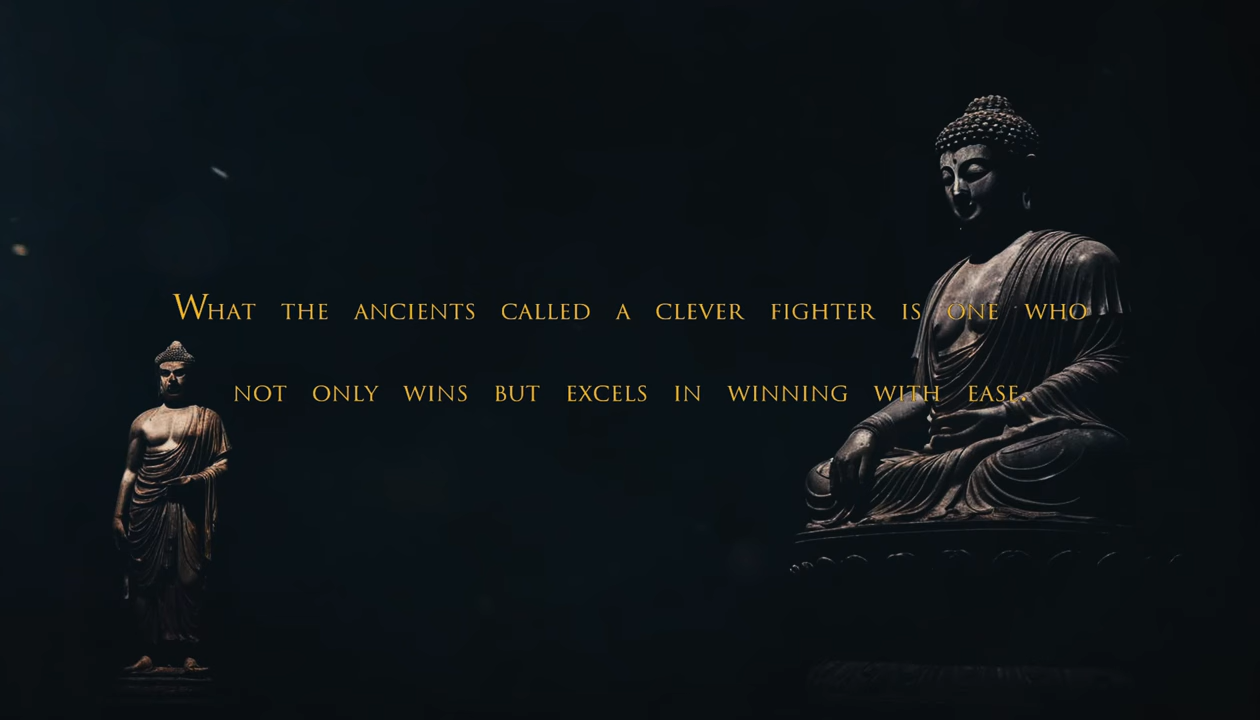 What the ancients called a clever fighter is one who
not only wins but excels in winning with ease.